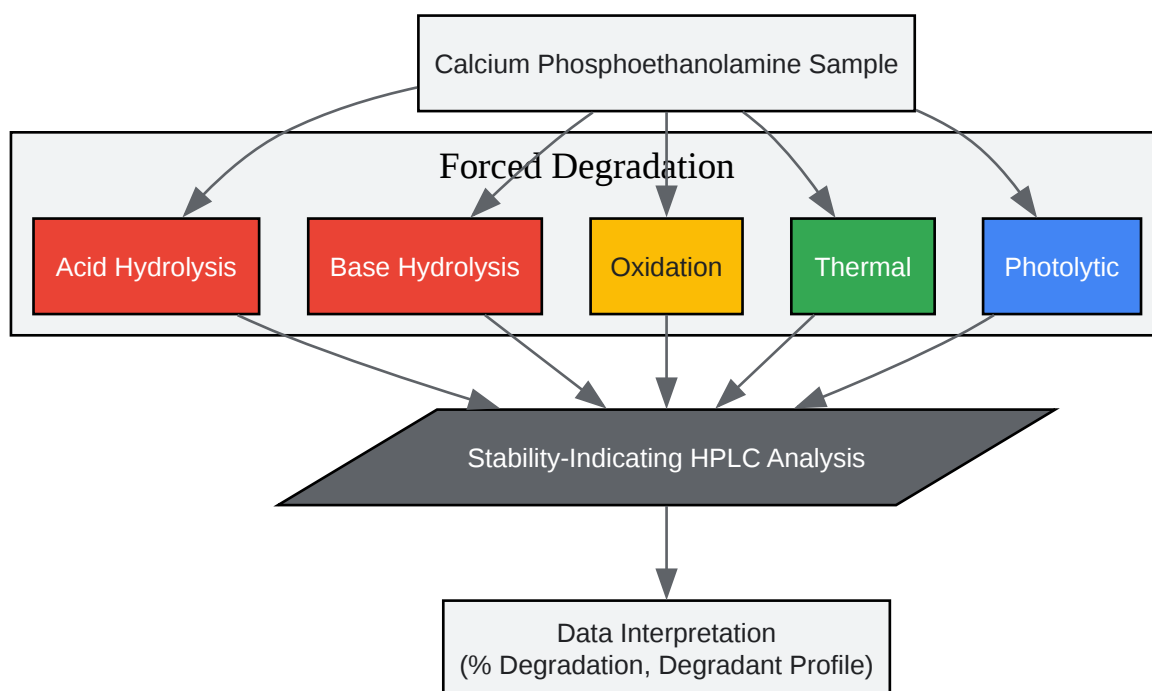 Calcium Phosphoethanolamine Sample
Forced Degradation
Acid Hydrolysis
Base Hydrolysis
Oxidation
Thermal
Photolytic
Stability-Indicating HPLC Analysis
Data Interpretation
(% Degradation, Degradant Profile)